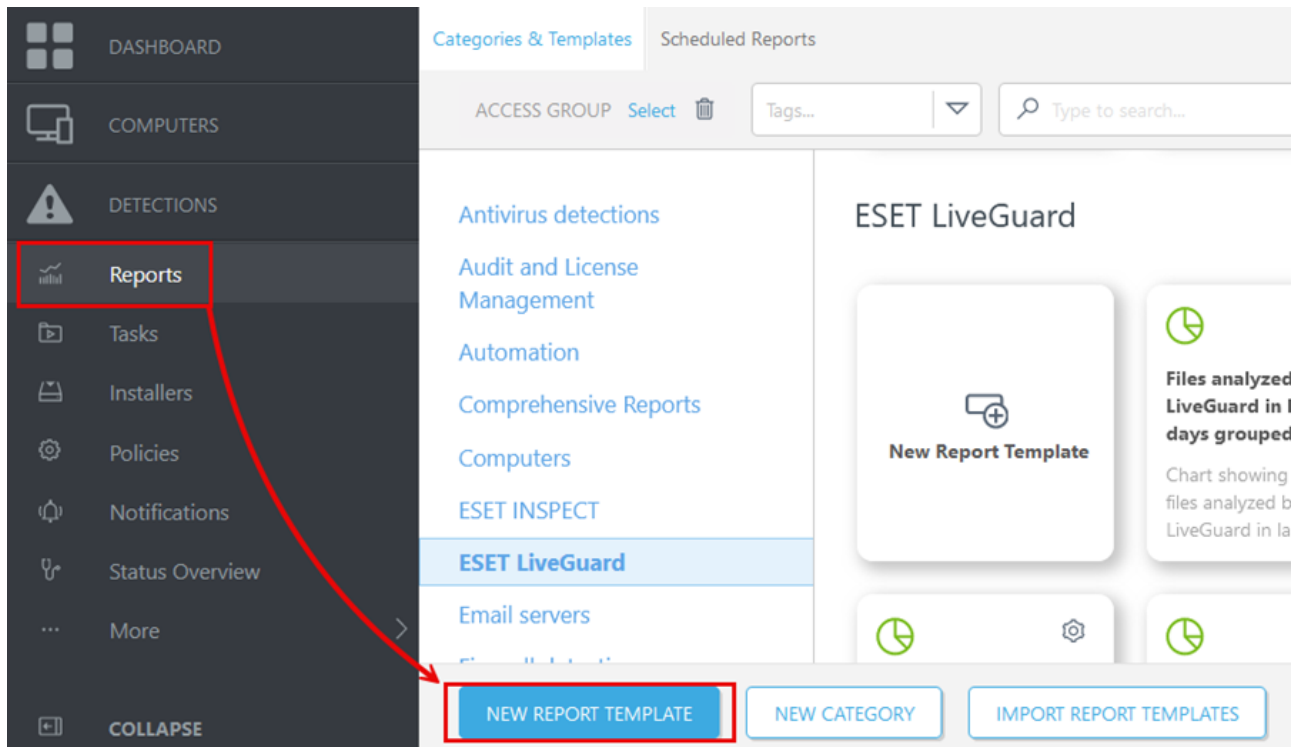 DASHBOARD
COMPUTERS
DETECTIONS
Reports
Tasks
Installers
Policies
Notifications
Status Overview
More
COLLAPSE
Categories & Templates
Scheduled Reports
ACCESS GROUP Select
Tags...
Type to search...
Antivirus detections
Audit and License
Management
Automation
Comprehensive Reports
Computers
ESET INSPECT
ESET LiveGuard
Email servers
ESET LiveGuard
New Report Template
Files analyzed
LiveGuard in
days grouped
Chart showing
files analyzed b
LiveGuard in la
NEW REPORT TEMPLATE
NEW CATEGORY
IMPORT REPORT TEMPLATES